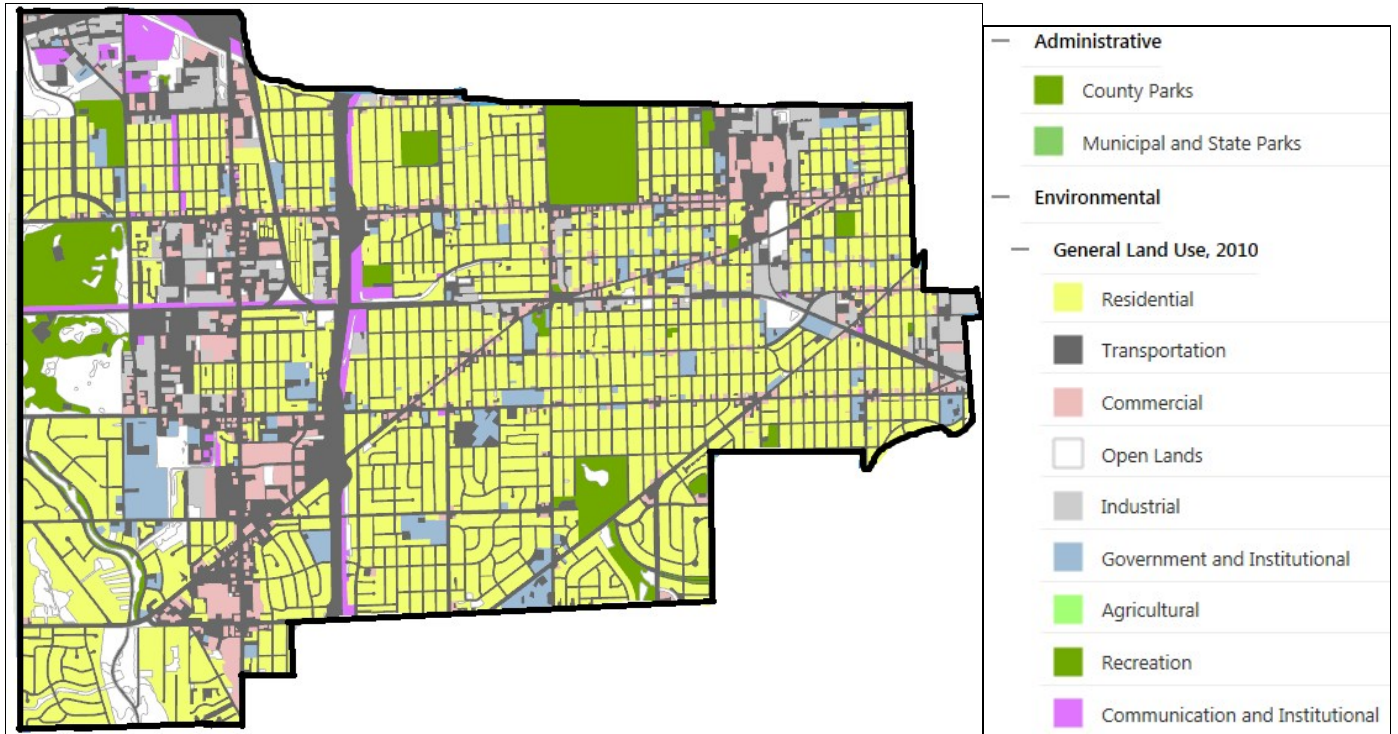 Administrative
County Parks
Municipal and State Parks
Environmental
General Land Use, 2010
Residential
Transportation
Commercial
Open Lands
Industrial
Government and Institutional
Agricultural
Recreation
Communication and Institutional